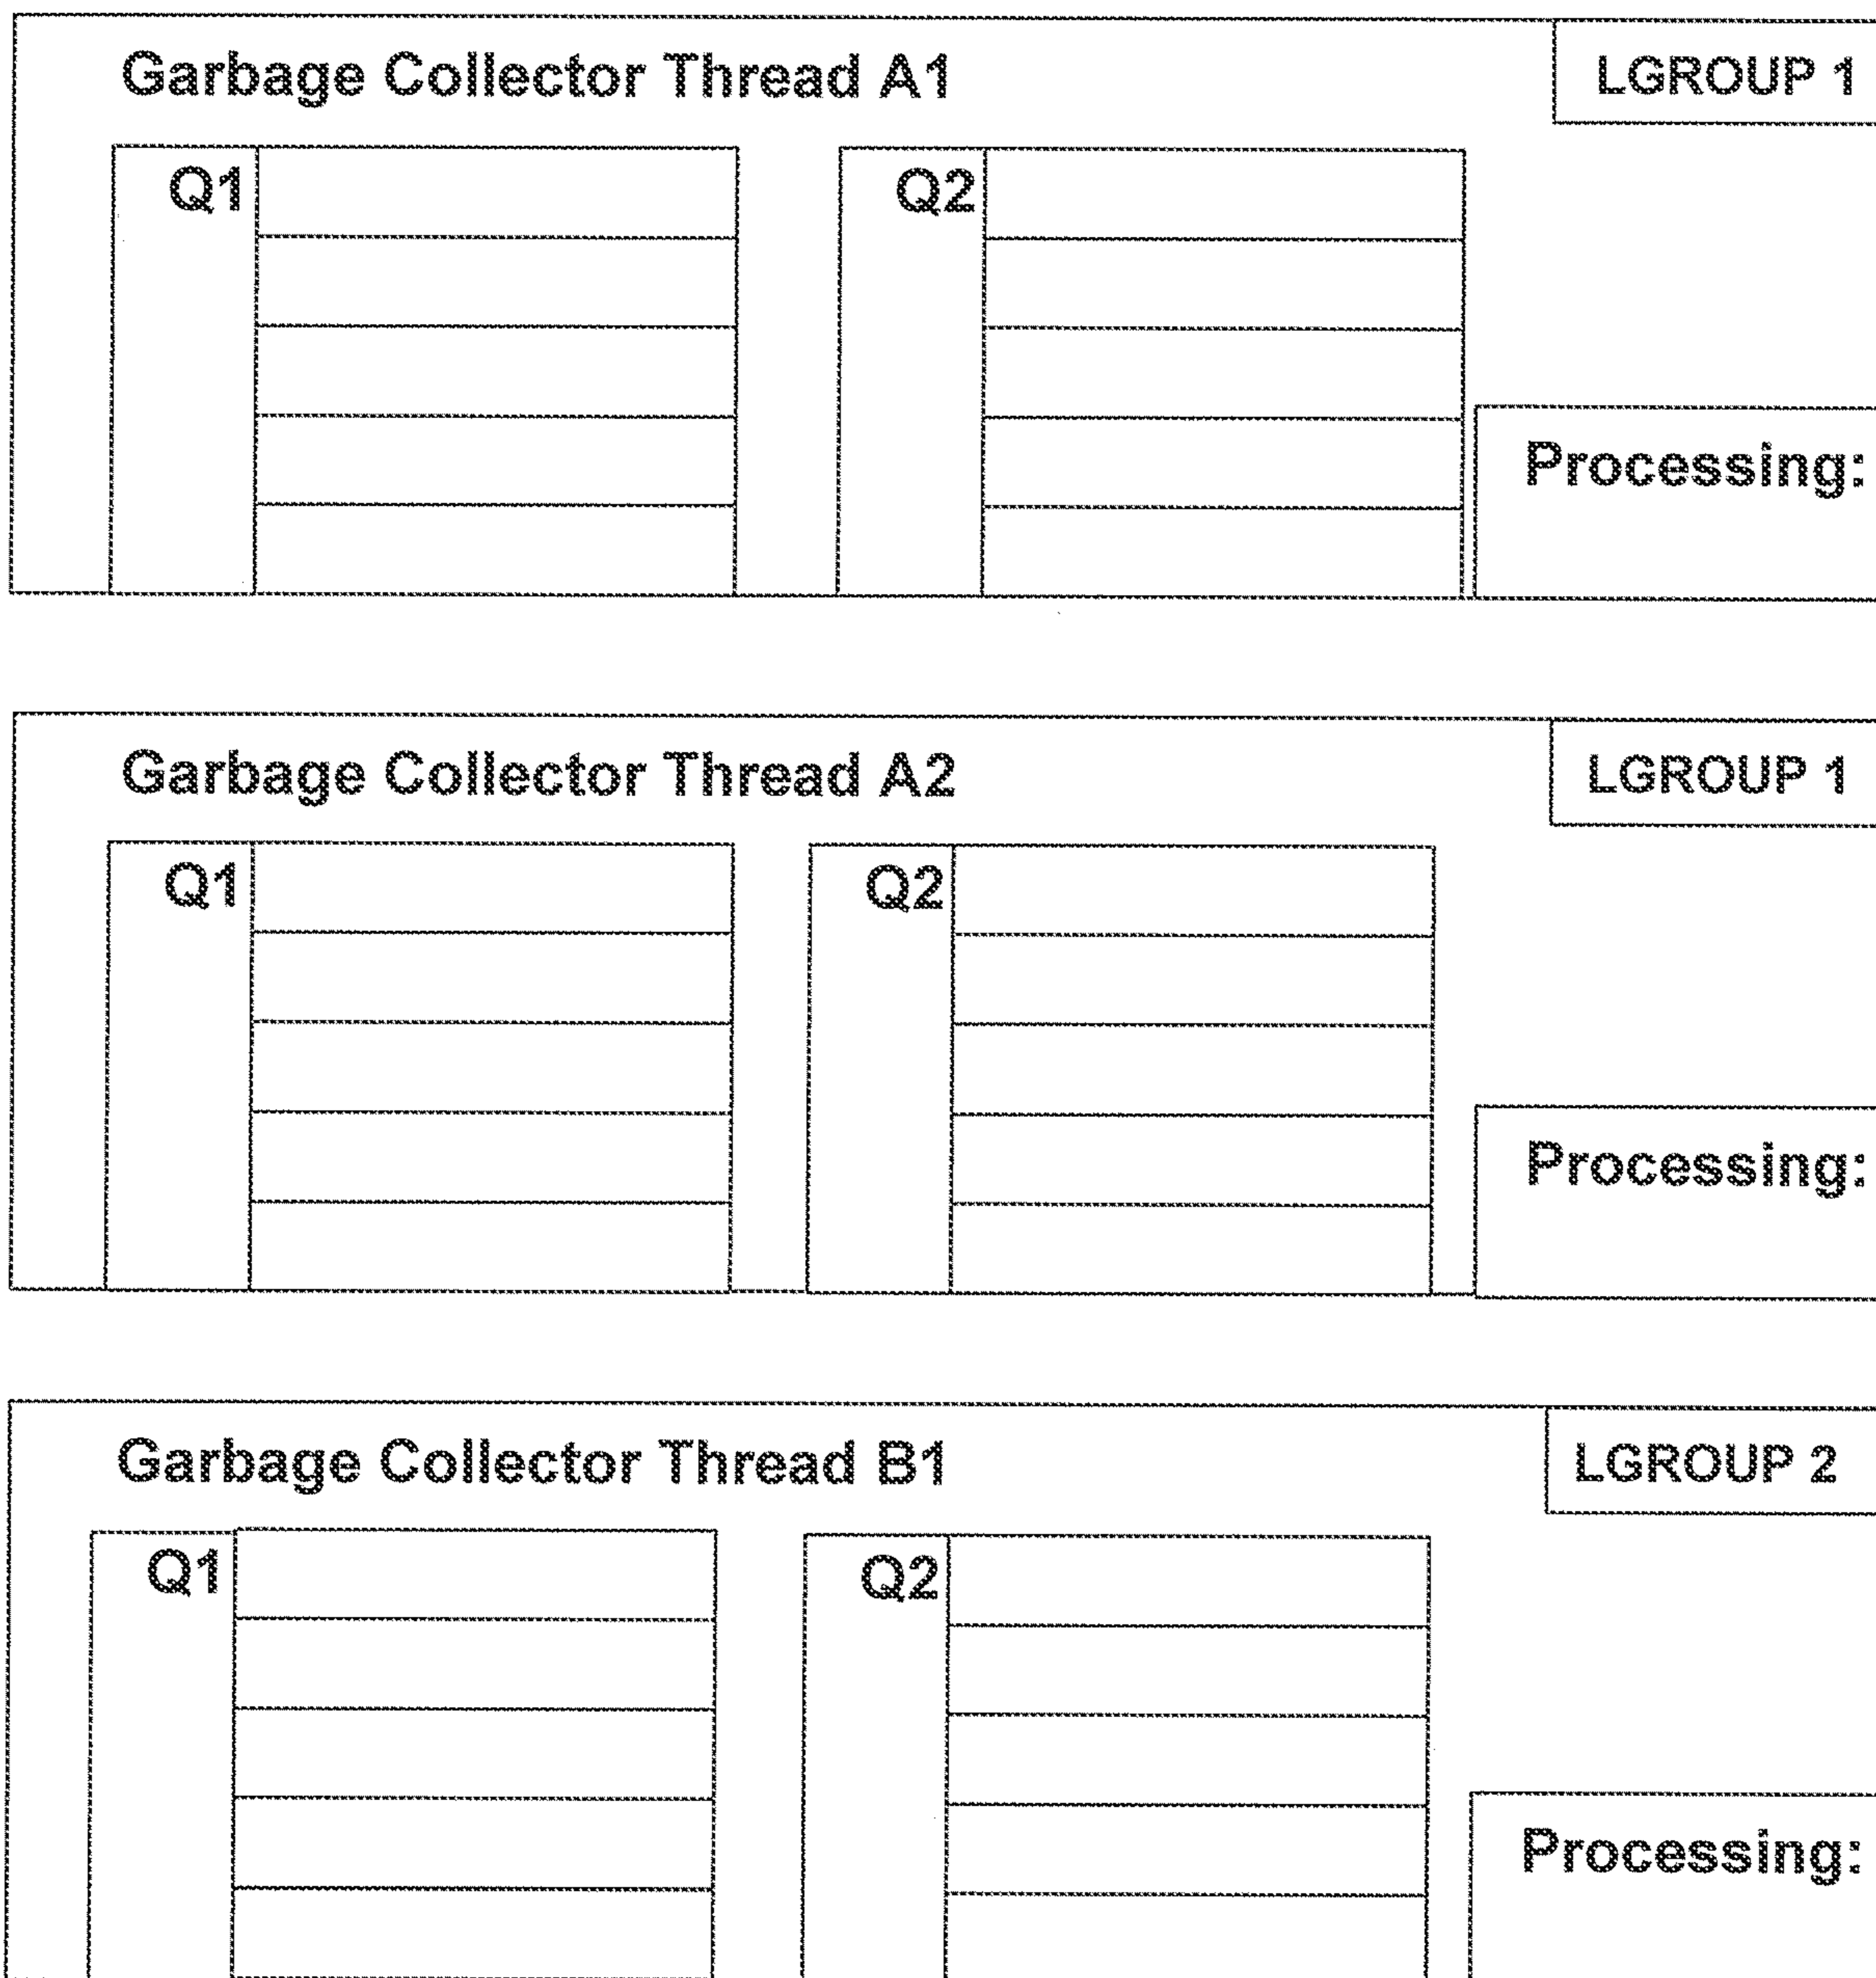 Garbage Collector Thread A1 LGROUP 1
Q1 Q2
Processing:
Garbage Collector Thread A2 LGROUP 1
Q1 Q2
Processing:
Garbage Collector Thread B1 LGROUP 2
Q1 Q2
Processing: